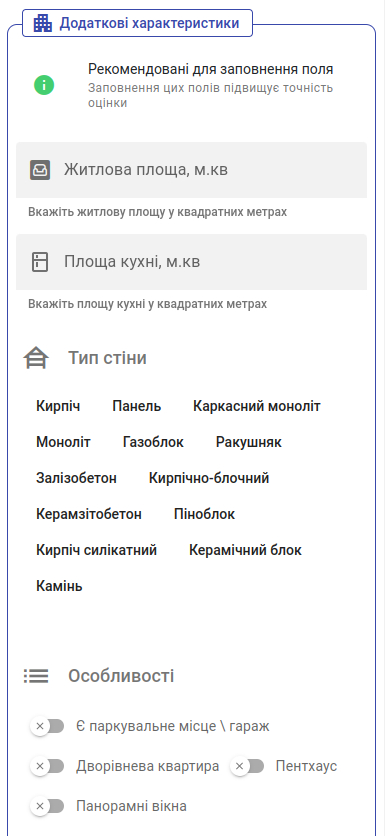 Додаткові характеристики
Рекомендовані для заповнення поля
Заповнення цих полів підвищує точність
оцінки
Житлова площа, м.кв
Вкажіть житлову площу у квадратних метрах
Площа кухні, м.кв
Вкажіть площу кухні у квадратних метрах
Тип стіни
Кирпіч Панель Каркасний моноліт
Моноліт Газоблок Ракушняк
Залізобетон Кирпічно-блочний
Керамзітобетон Піноблок
Кирпіч силікатний Керамічний блок
Камінь
Особливості
Є паркувальне місце \ гараж
Дворівнева квартира Пентхаус
Панорамні вікна